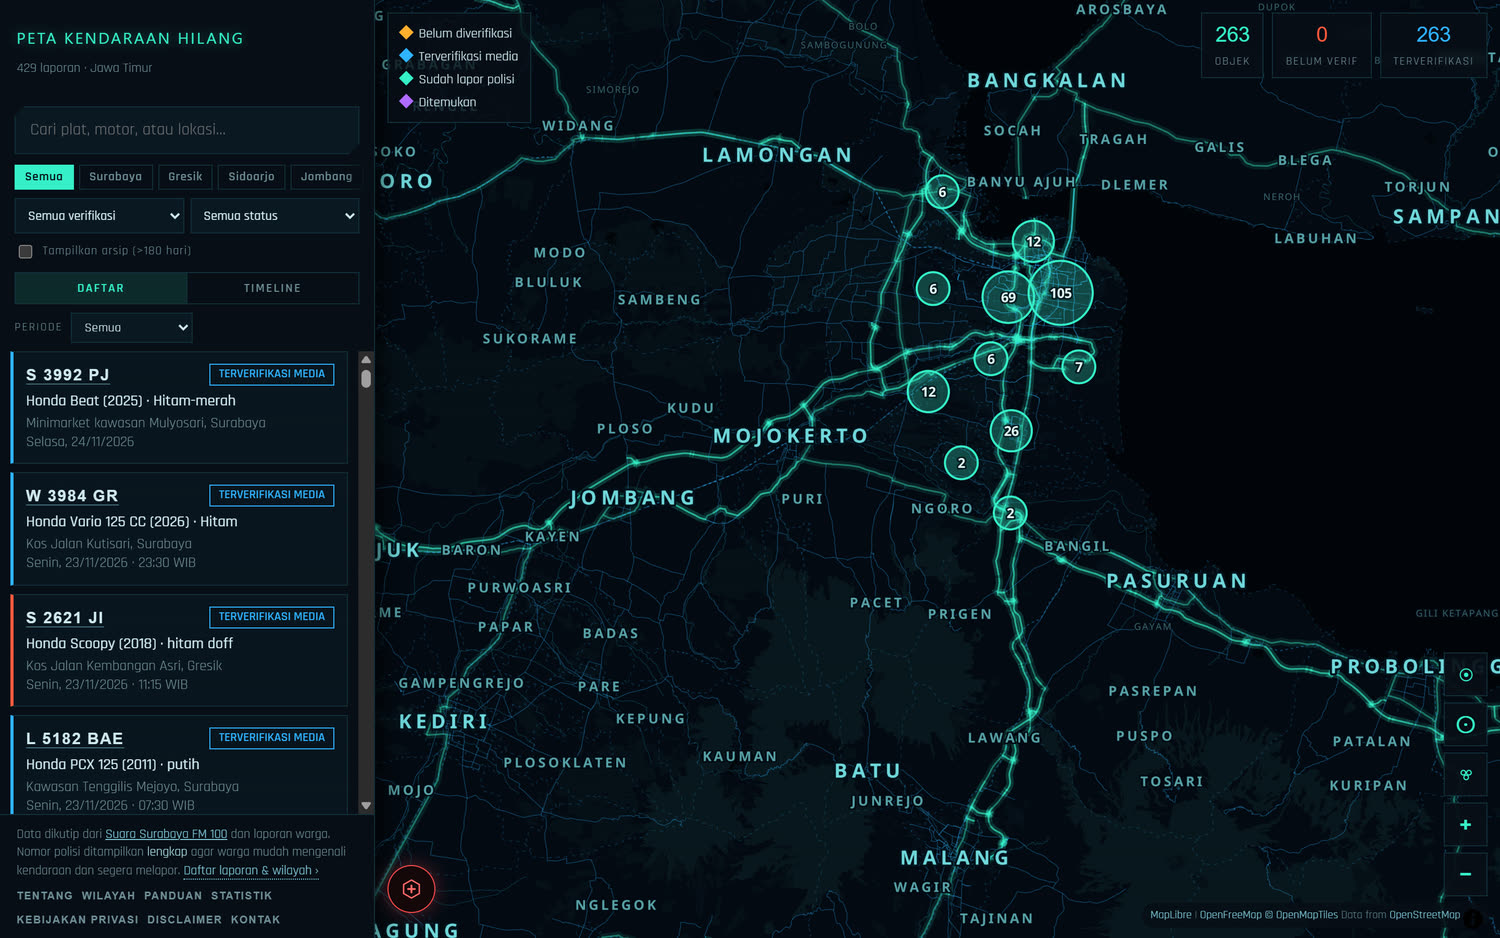 PETA KENDARAAN HILANG
429 laporan · Jawa Timur
Cari plat, motor, atau lokasi...
Semua
Surabaya
Gresik
Sidoarjo
Jombang
Semua verifikasi
Semua status
Tampilkan arsip (>180 hari)
DAFTAR
TIMELINE
PERIODE
Semua
S 3992 PJ
TERVERIFIKASI MEDIA
Honda Beat (2025) · Hitam-merah
Minimarket kawasan Mulyosari, Surabaya
Selasa, 24/11/2026
W 3984 GR
TERVERIFIKASI MEDIA
Honda Vario 125 CC (2026) · Hitam
Kos Jalan Kutisari, Surabaya
Senin, 23/11/2026 · 23:30 WIB
S 2621 JI
TERVERIFIKASI MEDIA
Honda Scoopy (2018) · hitam doff
Kos Jalan Kembangan Asri, Gresik
Senin, 23/11/2026 · 11:15 WIB
L 5182 BAE
TERVERIFIKASI MEDIA
Honda PCX 125 (2011) · putih
Kawasan Tenggilis Mejoyo, Surabaya
Senin, 23/11/2026 · 07:30 WIB
Data dikutip dari Suara Surabaya FM 100 dan laporan warga.
Nomor polisi ditampilkan lengkap agar warga mudah mengenali
kendaraan dan segera melapor. Daftar laporan & wilayah ›
TENTANG WILAYAH PANDUAN STATISTIK
KEBIJAKAN PRIVASI DISCLAIMER KONTAK
Belum diverifikasi
Terverifikasi media
Sudah lapor polisi
Ditemukan
263
OBJEK
0
BELUM VERIF
263
TERVERIFIKASI
DUPOK
AROSBAYA
BOLO
SAMBOGUNUNG
BANGKALAN
SIMOREJO
WIDANG
SOCAH
TRAGAH
GALIS
BLEGA
SOKO
LAMONGAN
ORO
BANYU AJUH
DLEMER
NEROH
TORJUN
SAMPAN
6
12
LABUHAN
MODO
BLULUK
SAMBENG
6
69
105
SUKORAME
6
7
12
KUDU
PLOSO
MOJOKERTO
26
2
JOMBANG
PURI
NGORO
2
KAYEN
JUK
BARON
BANGIL
PASURUAN
PURWOASRI
ME
PACET
PRIGEN
GILI KETAPANG
PAPAR
BADAS
GAYAM
PROBOLI
G
GAMPENGREJO
PARE
PASREPAN
KEDIRI
KEPUNG
LAWANG
PUSPO
PATALAN
PLOSOKLATEN
KAUMAN
BATU
TOSARI
KURIPAN
MOJO
JUNREJO
MALANG
WAGIR
NGLEGOK
TAJINAN
AGUNG
+
−
MapLibre | OpenFreeMap © OpenMapTiles Data from OpenStreetMap